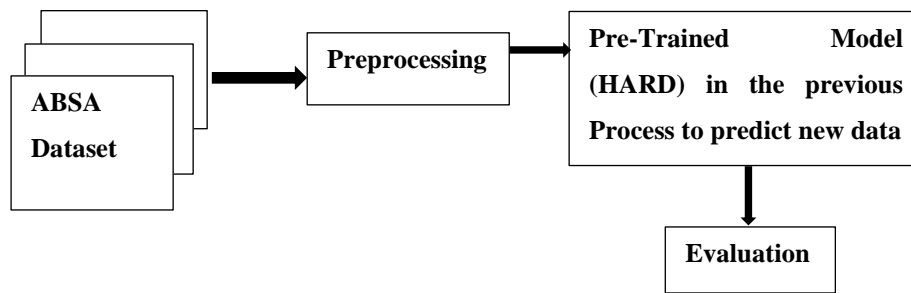 ABSA
Dataset
Preprocessing
Pre-Trained Model
(HARD) in the previous
Process to predict new data
Evaluation